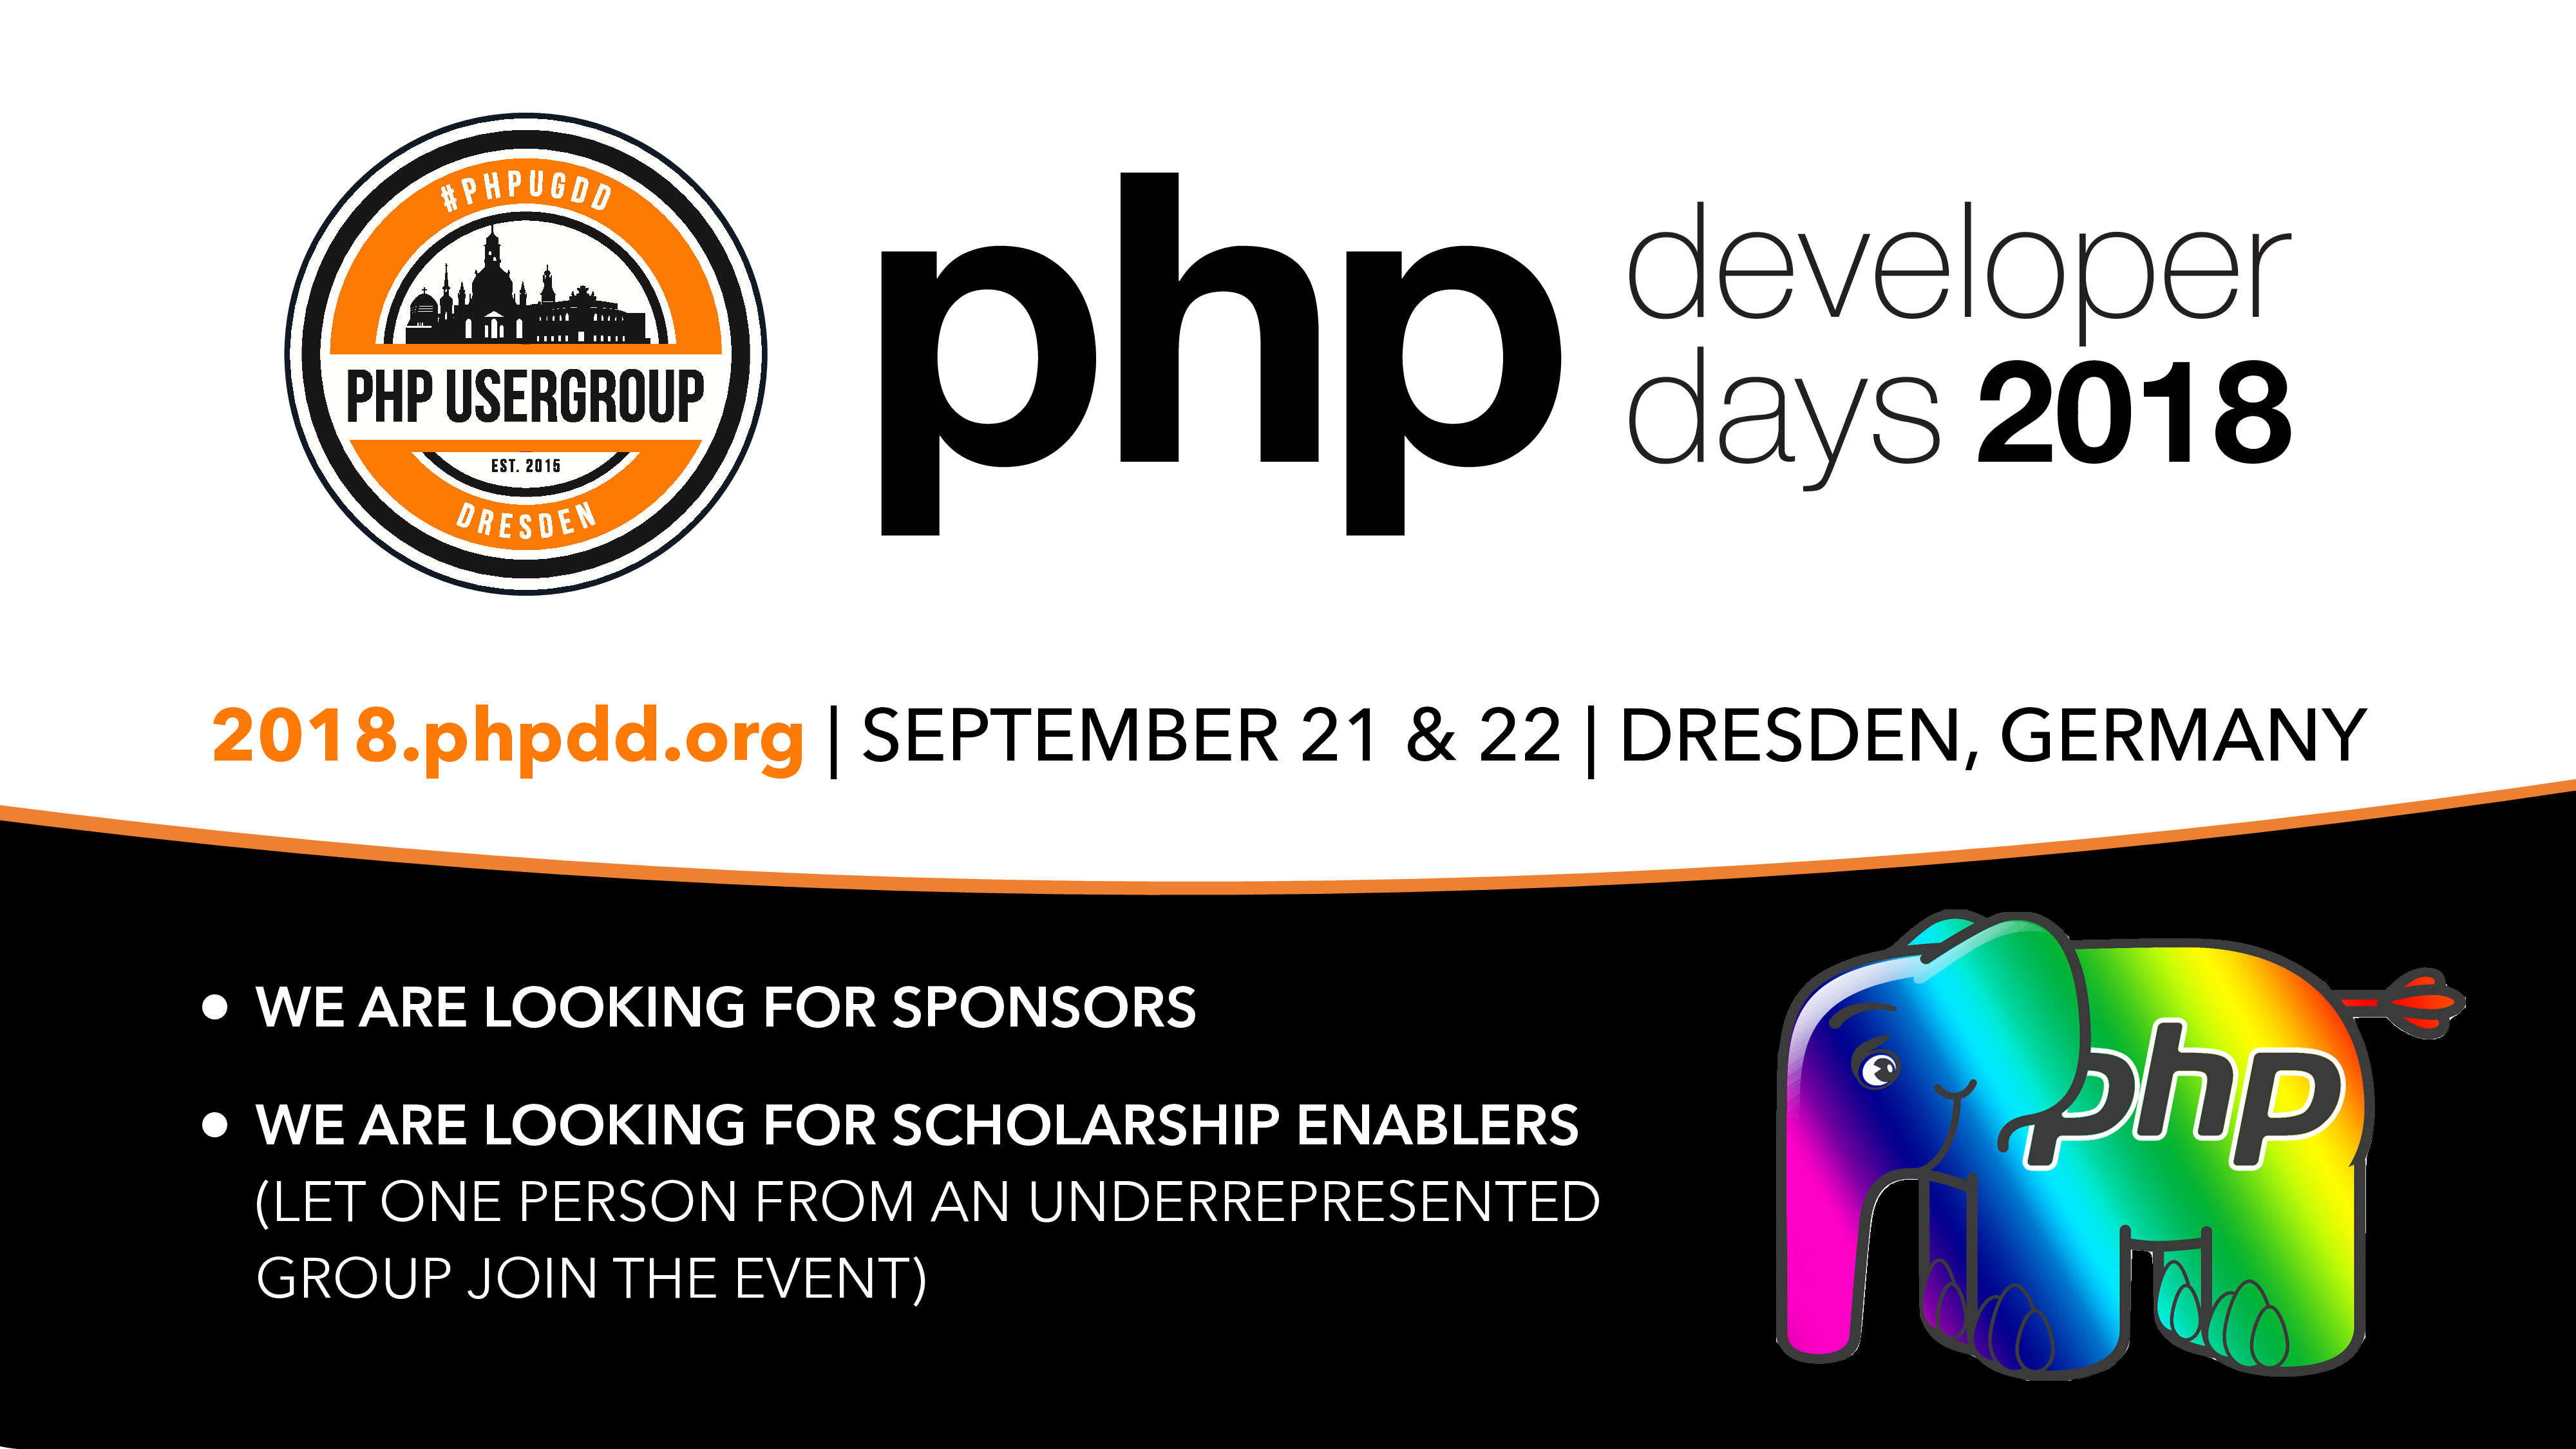 #PHPUGDD
PHP USERGROUP
EST. 2015
DRESDEN
php
developer
days 2018
2018.phpdd.org | SEPTEMBER 21 & 22 | DRESDEN, GERMANY
● WE ARE LOOKING FOR SPONSORS
● WE ARE LOOKING FOR SCHOLARSHIP ENABLERS
(LET ONE PERSON FROM AN UNDERREPRESENTED
GROUP JOIN THE EVENT)
php